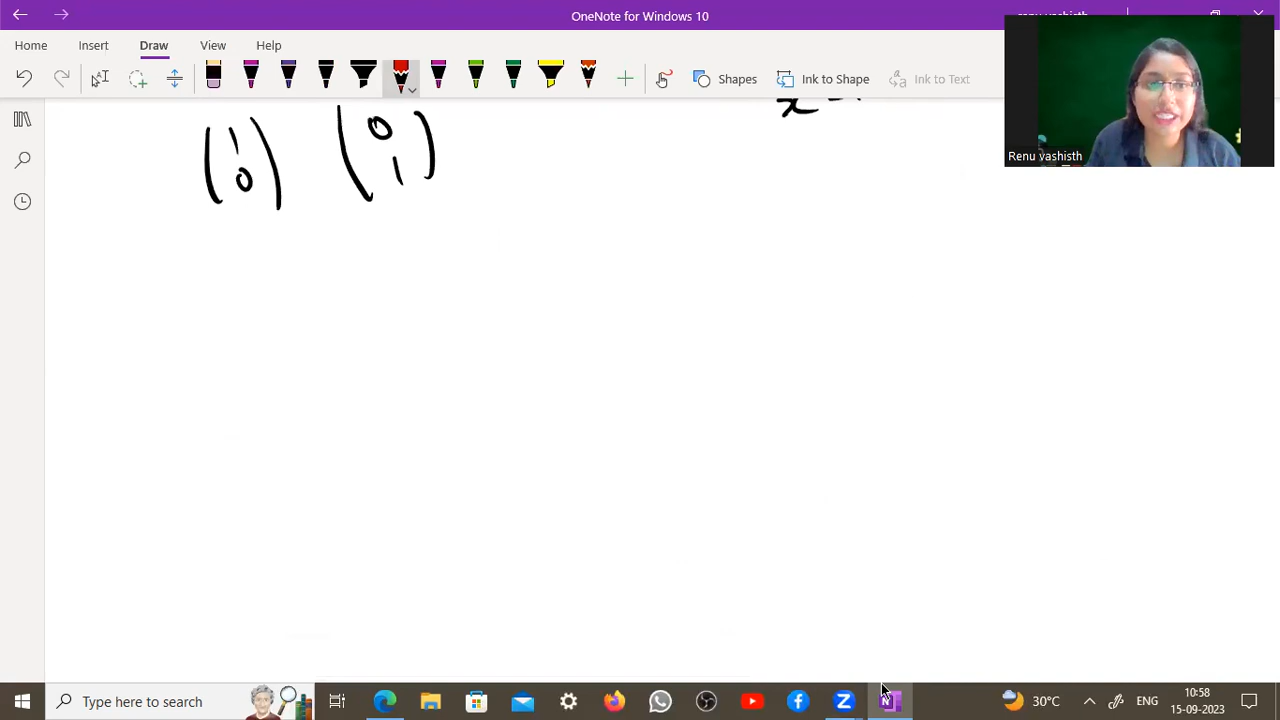 OneNote for Windows 10
Home Insert Draw View Help
Shapes
Ink to Shape
Ink to Text
Renu vashisth
(1 0) (0 1)
Type here to search
30°C
ENG
10:58
15-09-2023